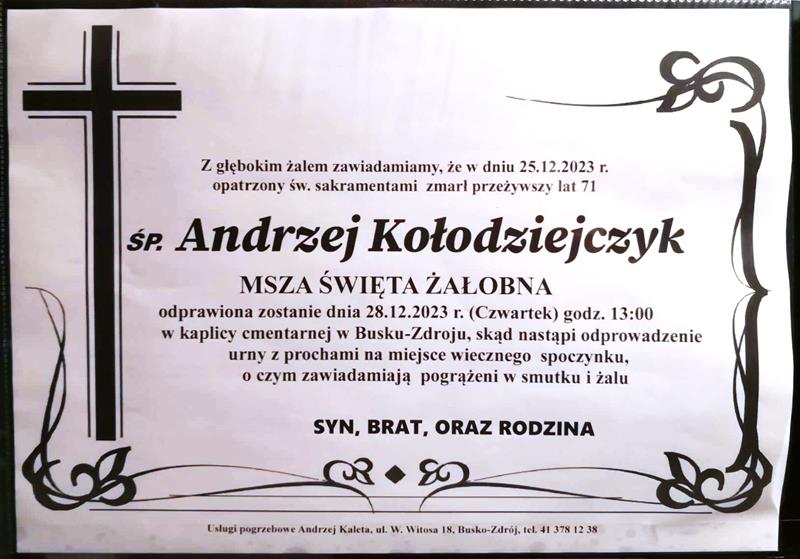 Z głębokim żalem zawiadamiamy, że w dniu 25.12.2023 r.
opatrzony św. sakramentami zmarł przeżywszy lat 71
ŚP. Andrzej Kołodziejczyk
MSZA ŚWIĘTA ŻAŁOBNA
odprawiona zostanie dnia 28.12.2023 r. (Czwartek) godz. 13:00
w kaplicy cmentarnej w Busku-Zdroju, skąd nastąpi odprowadzenie
urny z prochami na miejsce wiecznego spoczynku,
o czym zawiadamiają pogrążeni w smutku i żalu
SYN, BRAT, ORAZ RODZINA
Usługi pogrzebowe Andrzej Kaleta, ul. W. Witosa 18, Busko-Zdrój, tel. 41 378 12 38